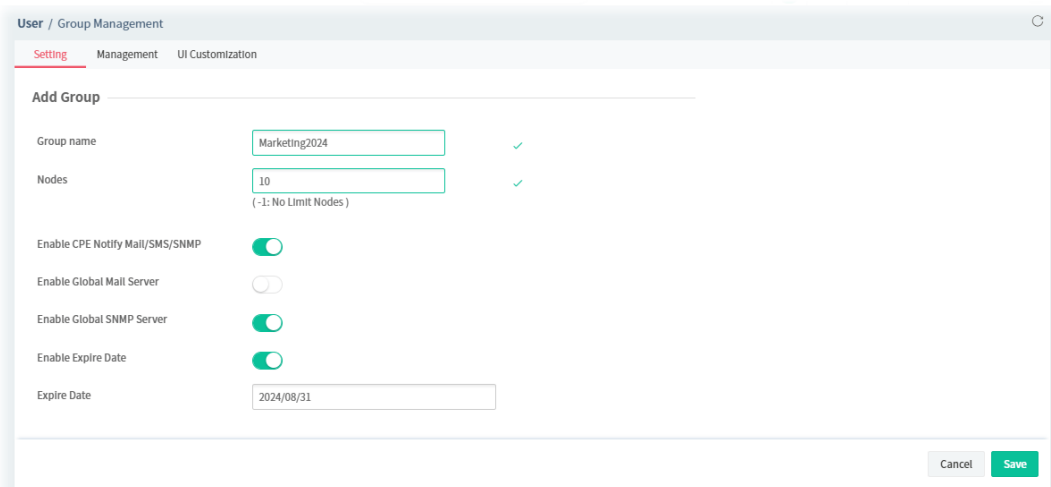 User / Group Management
Setting Management UI Customization
Add Group
Group name Marketing2024
Nodes 10
( -1: No Limit Nodes )
Enable CPE Notify Mail/SMS/SNMP
Enable Global Mail Server
Enable Global SNMP Server
Enable Expire Date
Expire Date 2024/08/31
Cancel Save